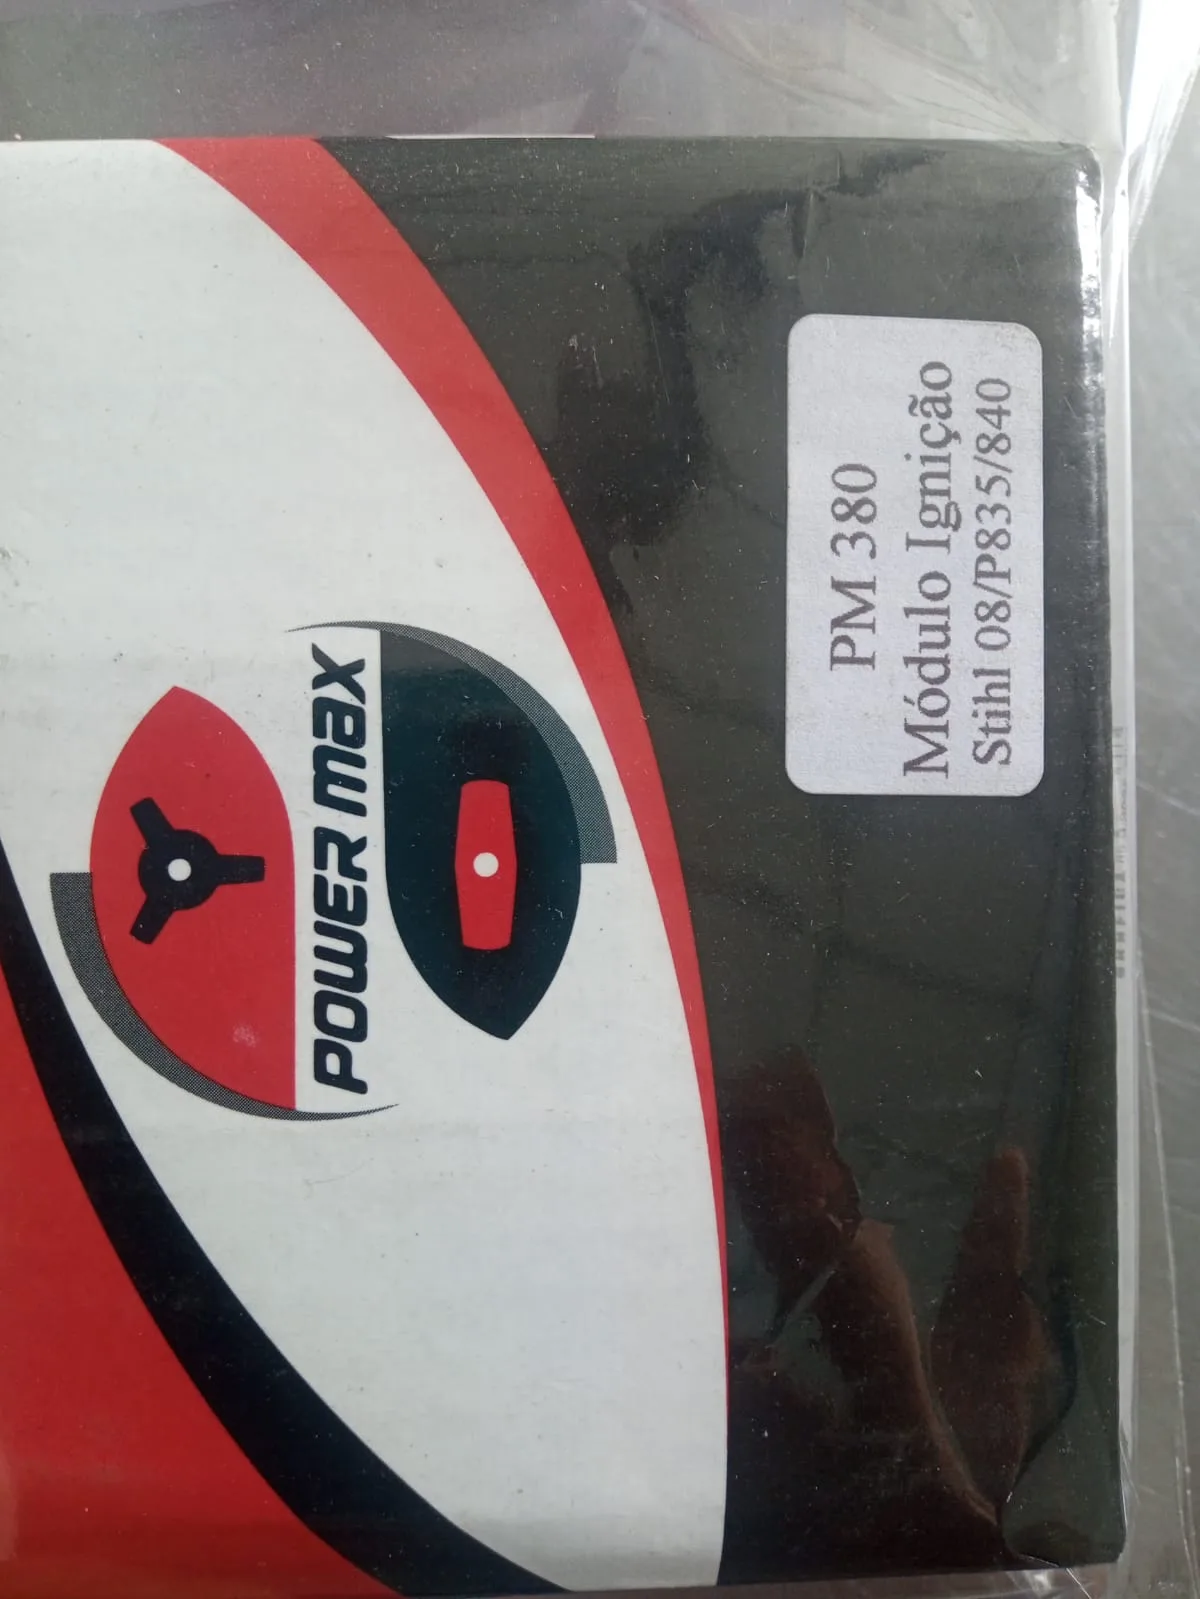 POWER max
PM 380
Módulo Ignição
Stihl 08/P835/840